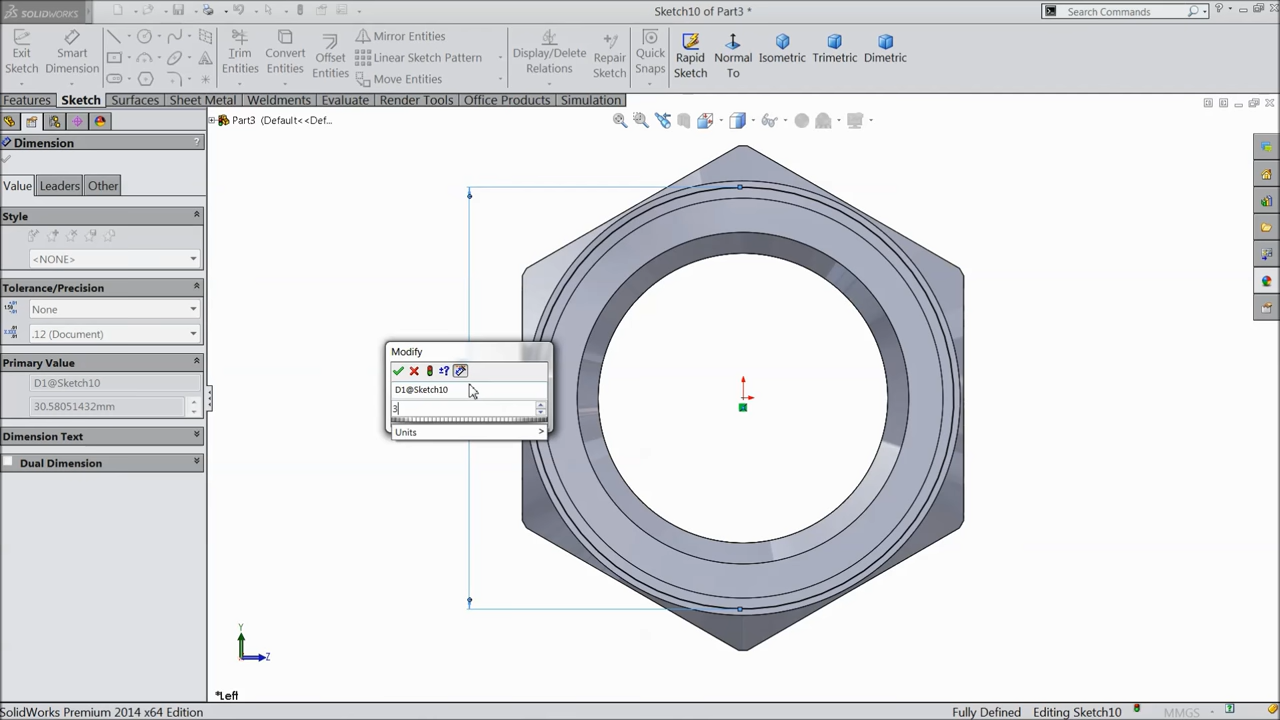 SOLIDWORKS
Sketch10 of Part3 *
Search Commands
Exit Sketch
Smart Dimension
Trim Entities
Convert Entities
Offset Entities
Mirror Entities
Linear Sketch Pattern
Move Entities
Display/Delete Relations
Repair Sketch
Quick Snaps
Rapid Sketch
Normal To
Isometric
Trimetric
Dimetric
Features
Sketch
Surfaces
Sheet Metal
Weldments
Evaluate
Render Tools
Office Products
Simulation
Part3 (Default<<Def...
Dimension
?
Value
Leaders
Other
Style
<NONE>
Tolerance/Precision
None
.12 (Document)
Primary Value
D1@Sketch10
30.58051432mm
Dimension Text
Dual Dimension
Modify
±?
D1@Sketch10
3
Units >
Y
Z
*Left
SolidWorks Premium 2014 x64 Edition
Fully Defined
Editing Sketch10
MMGS